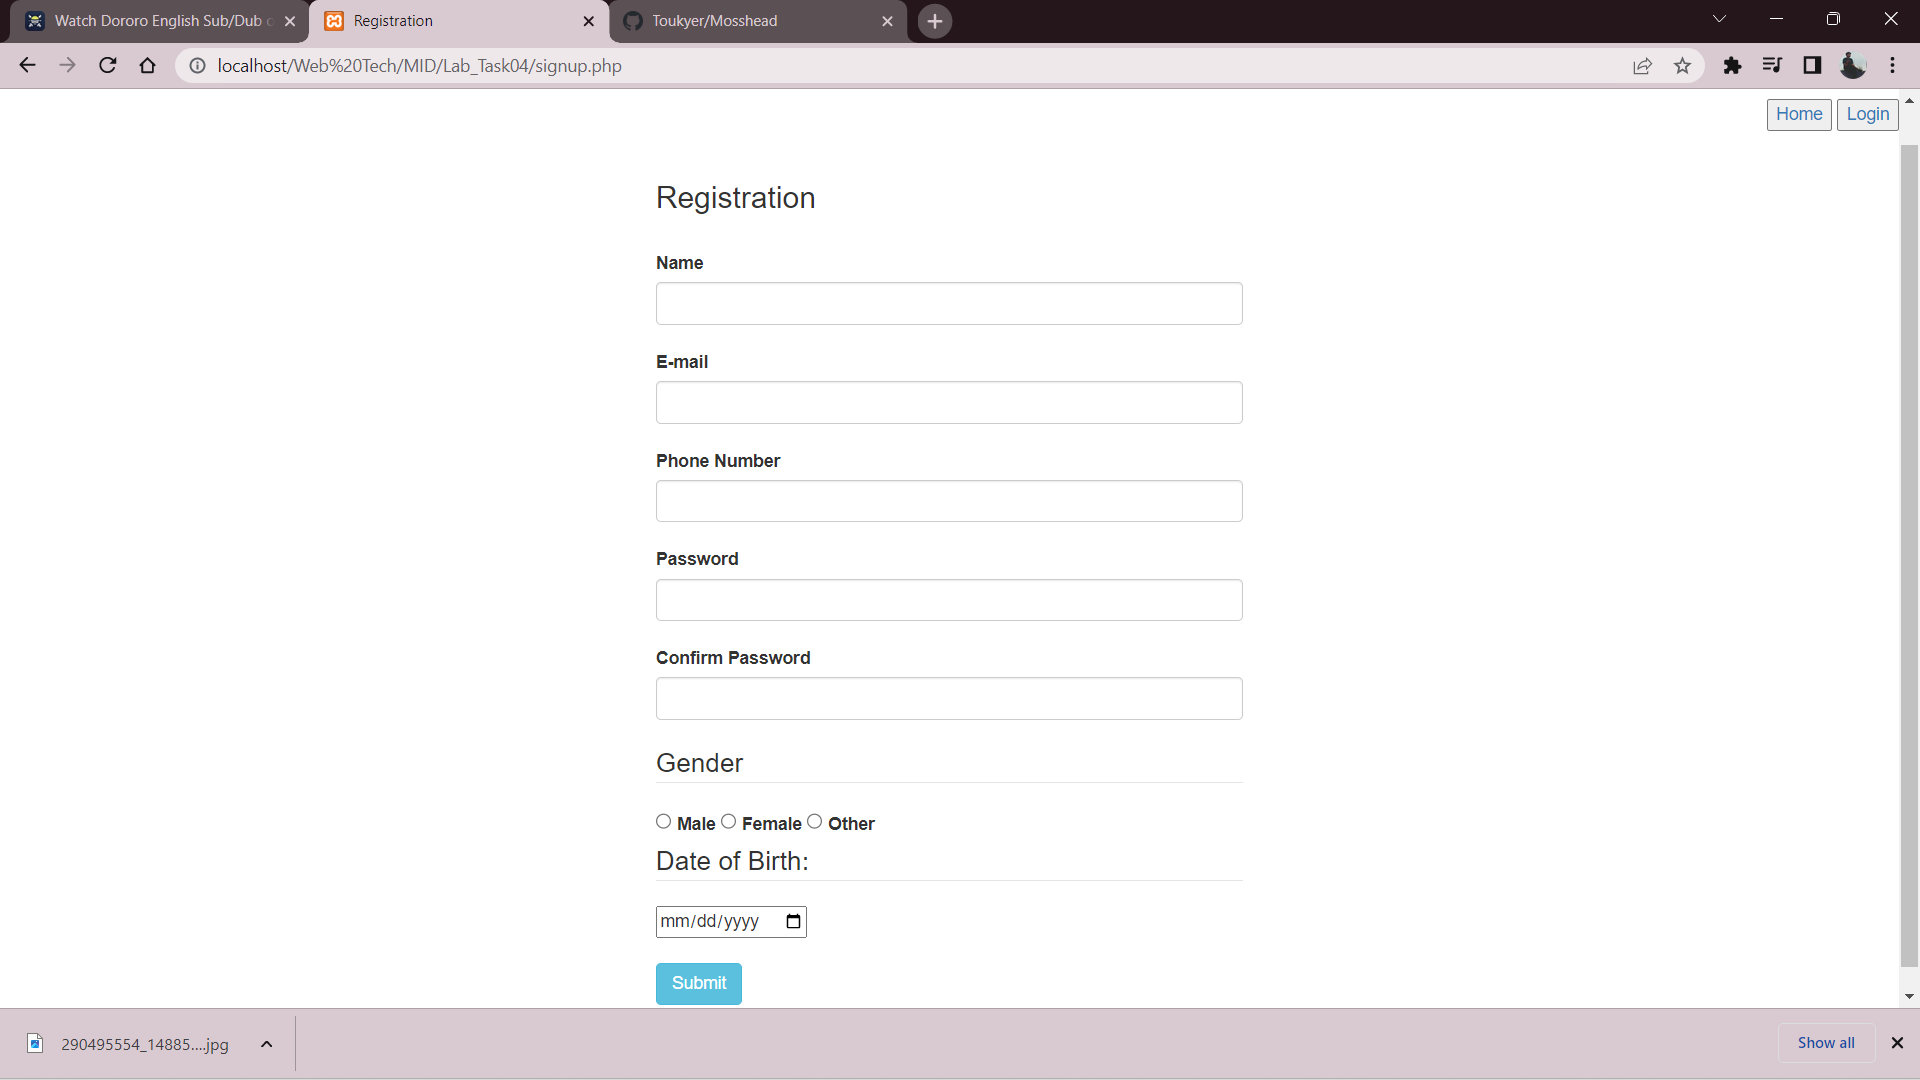 Watch Dororo English Sub/Dub
Registration
Toukyer/Mosshead
localhost/Web%20Tech/MID/Lab_Task04/signup.php
Home Login
Registration
Name
E-mail
Phone Number
Password
Confirm Password
Gender
Male Female Other
Date of Birth:
mm/dd/yyyy
Submit
290495554_14885....jpg
Show all